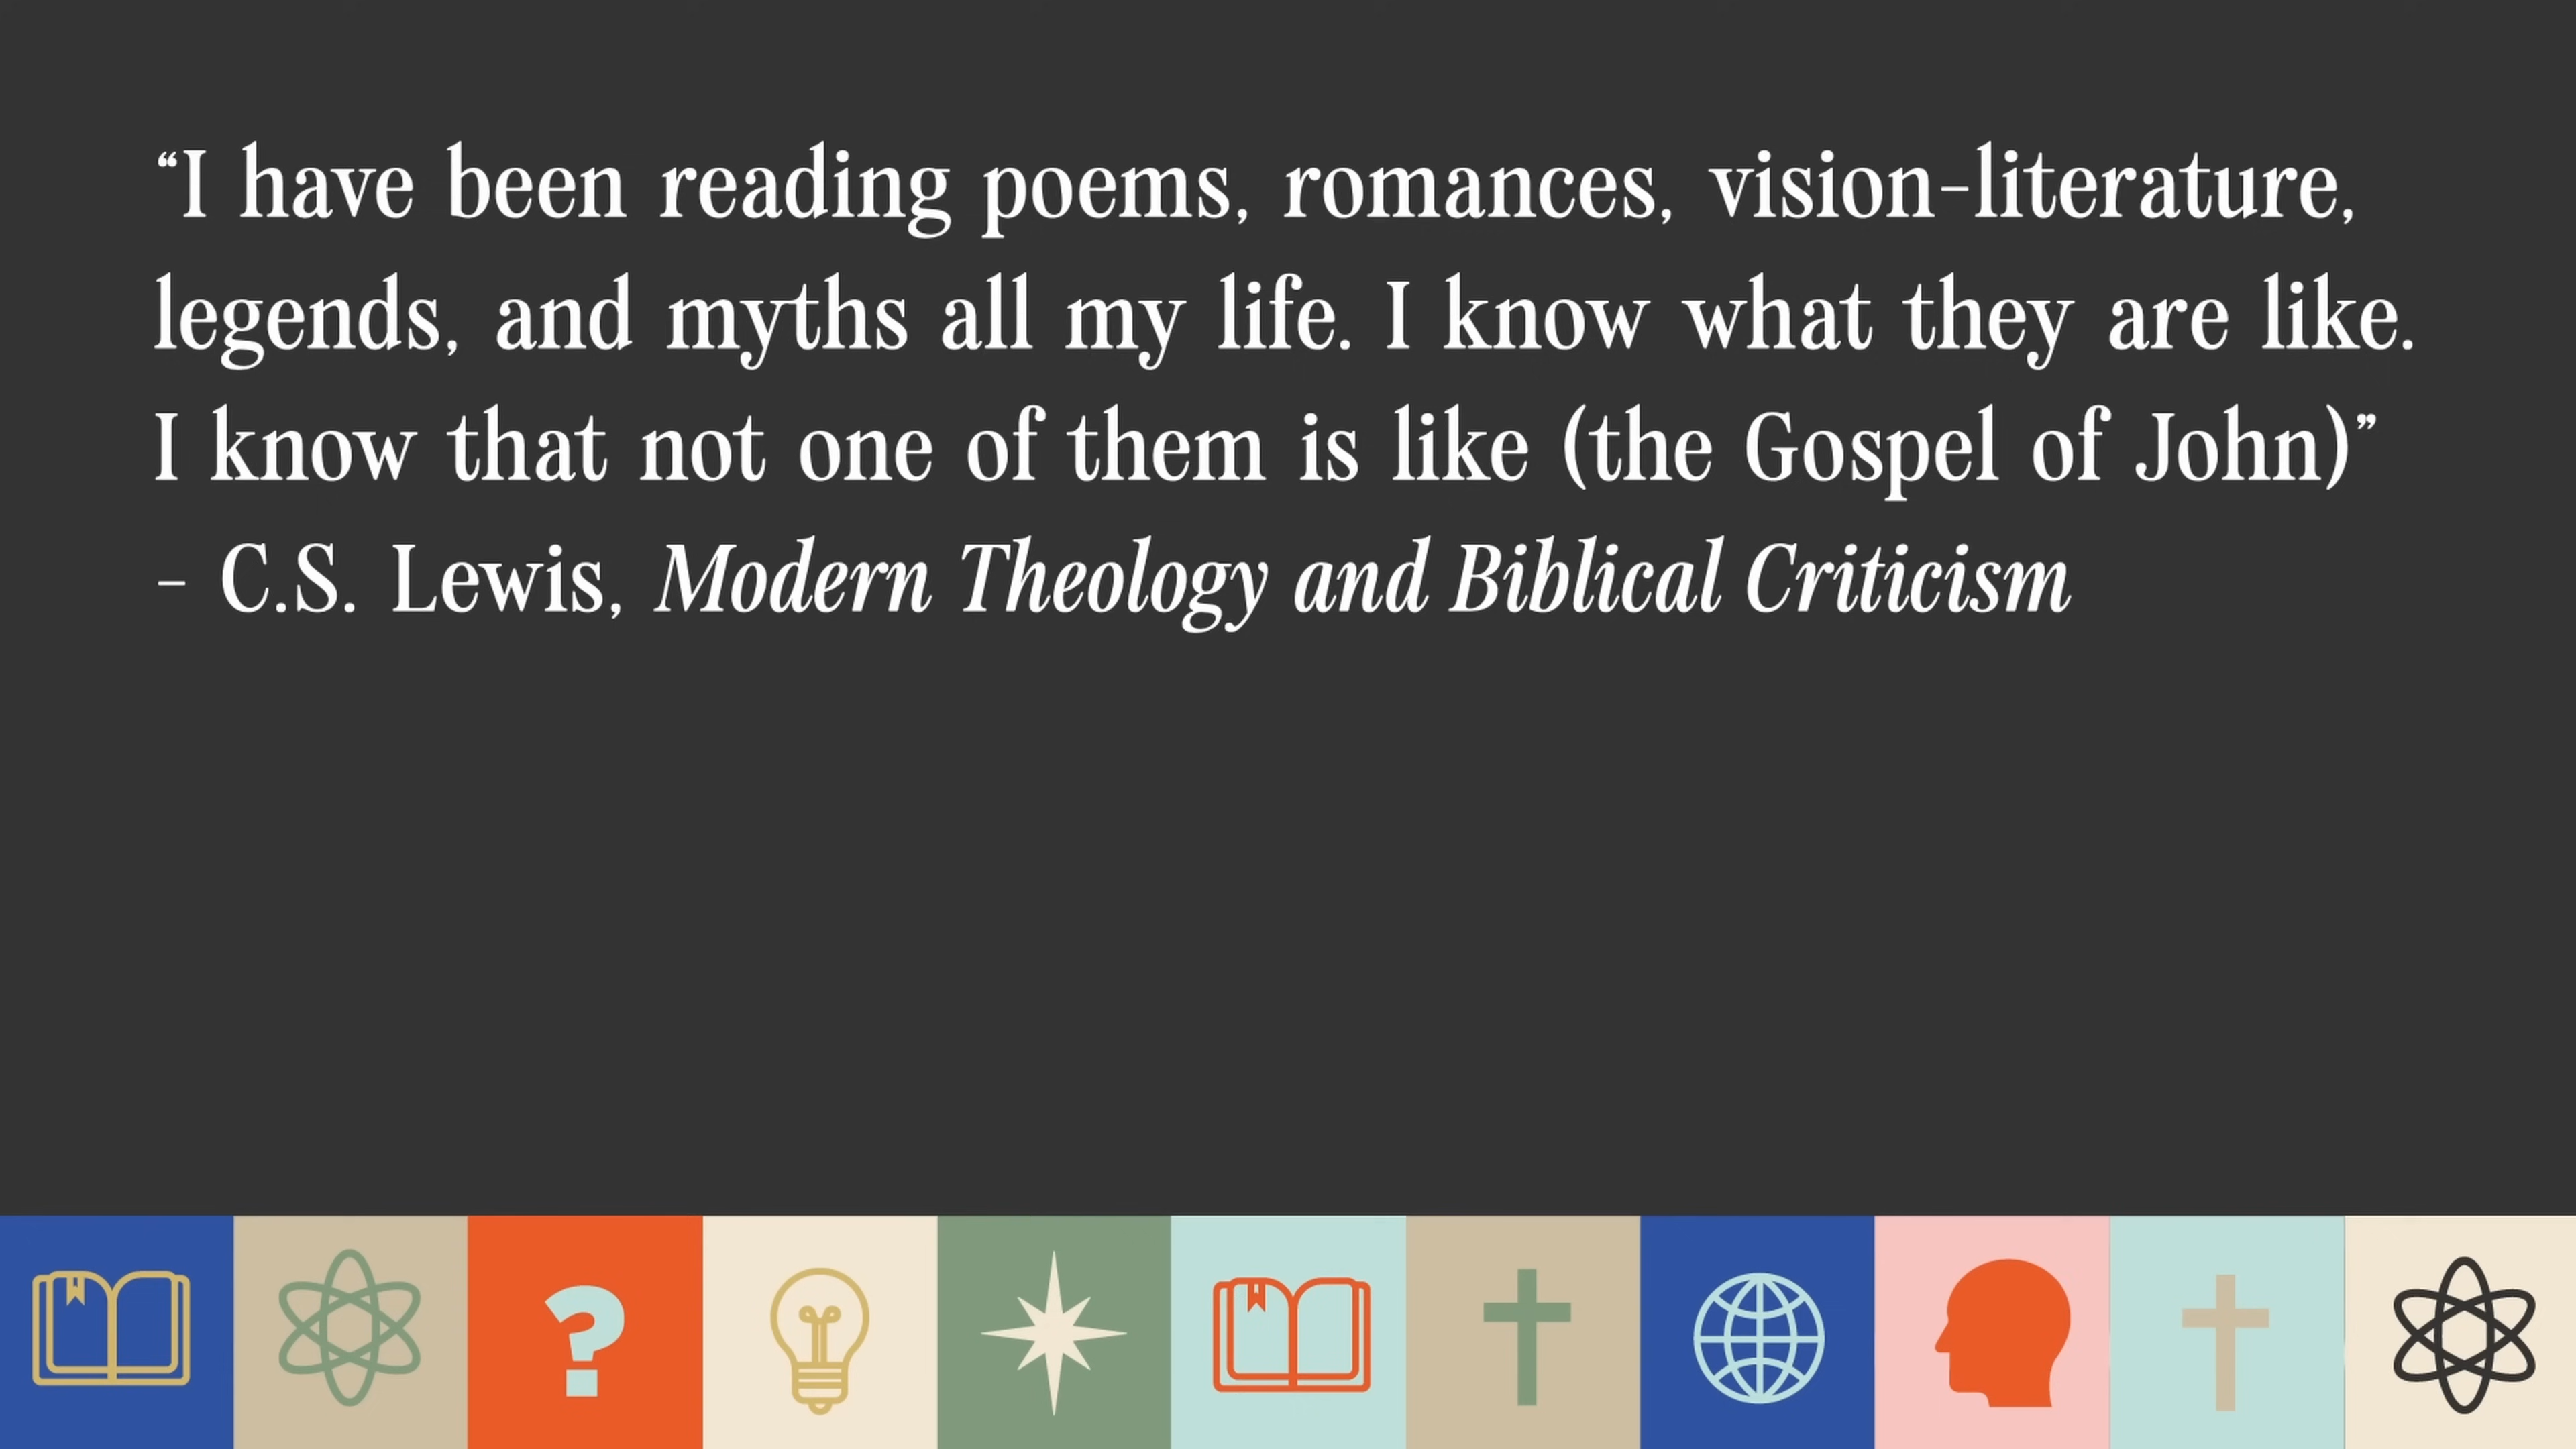 “I have been reading poems, romances, vision-literature,
legends, and myths all my life. I know what they are like.
I know that not one of them is like (the Gospel of John)”
- C.S. Lewis, Modern Theology and Biblical Criticism
?